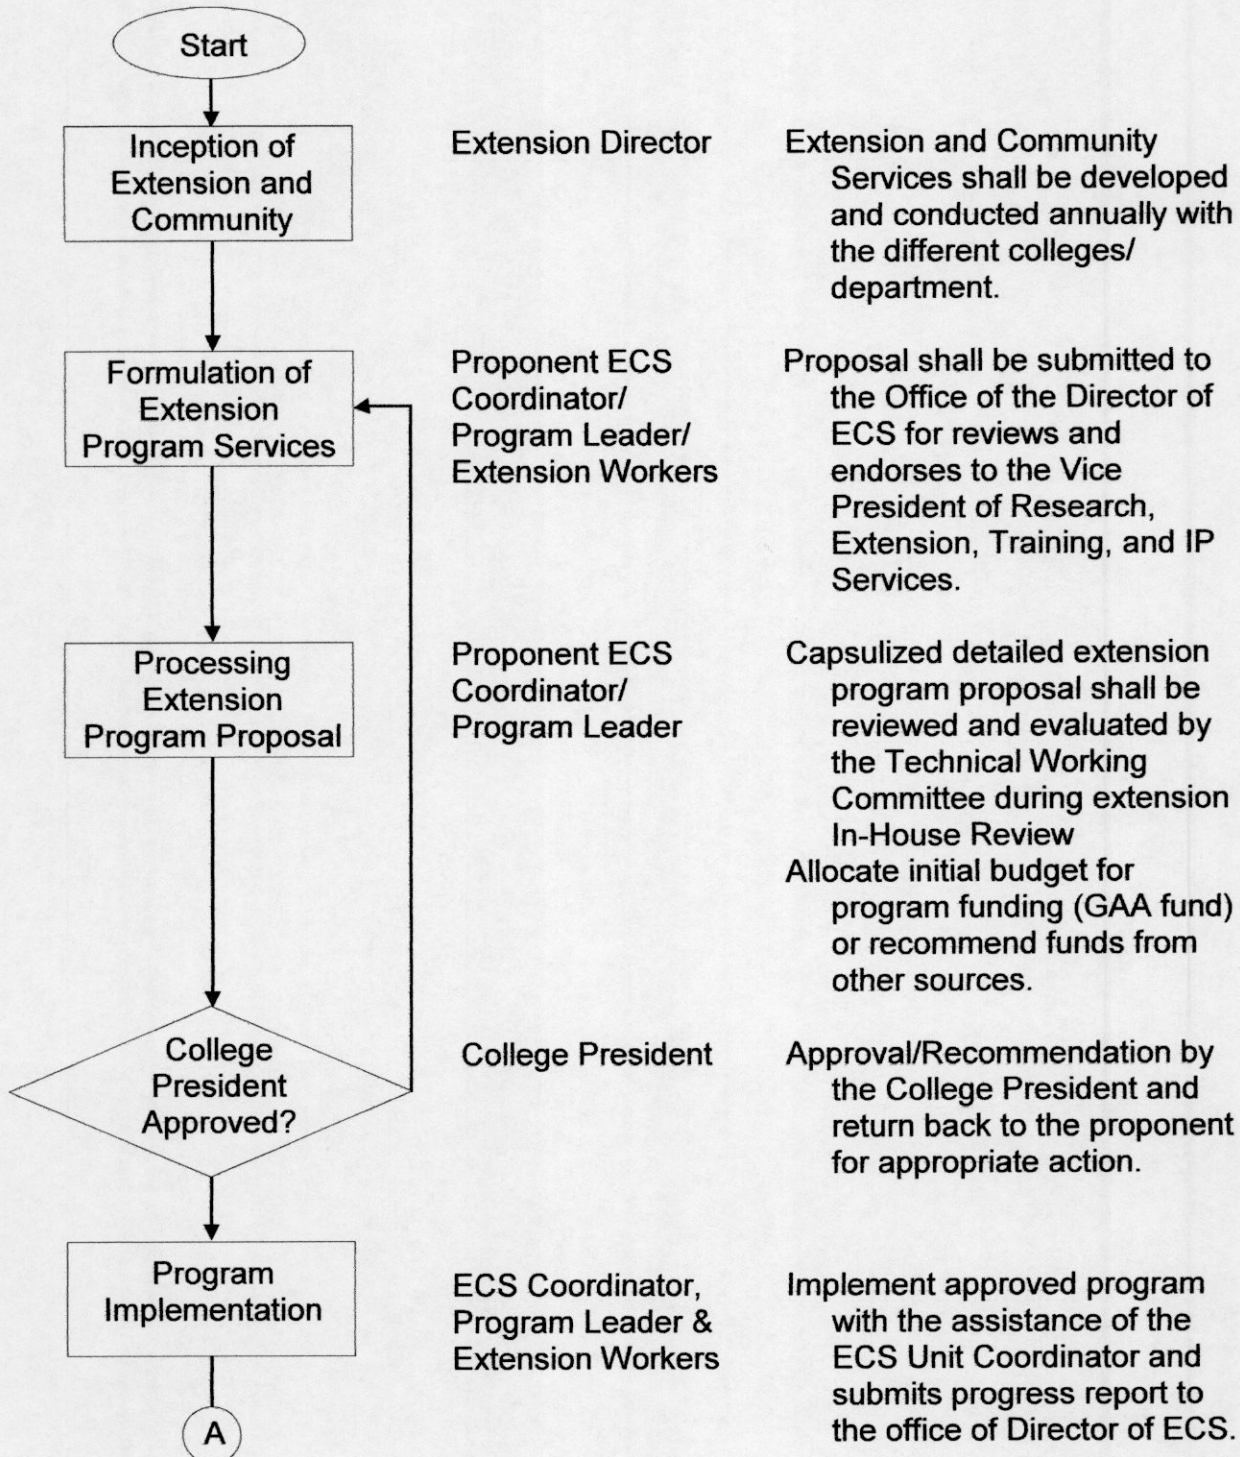 Start
Inception of
Extension and
Community
Extension Director
Extension and Community
Services shall be developed
and conducted annually with
the different colleges/
department.
Formulation of
Extension
Program Services
Proponent ECS
Coordinator/
Program Leader/
Extension Workers
Proposal shall be submitted to
the Office of the Director of
ECS for reviews and
endorses to the Vice
President of Research,
Extension, Training, and IP
Services.
Processing
Extension
Program Proposal
Proponent ECS
Coordinator/
Program Leader
Capsulized detailed extension
program proposal shall be
reviewed and evaluated by
the Technical Working
Committee during extension
In-House Review
Allocate initial budget for
program funding (GAA fund)
or recommend funds from
other sources.
College
President
Approved?
College President
Approval/Recommendation by
the College President and
return back to the proponent
for appropriate action.
Program
Implementation
ECS Coordinator,
Program Leader &
Extension Workers
Implement approved program
with the assistance of the
ECS Unit Coordinator and
submits progress report to
the office of Director of ECS.
A